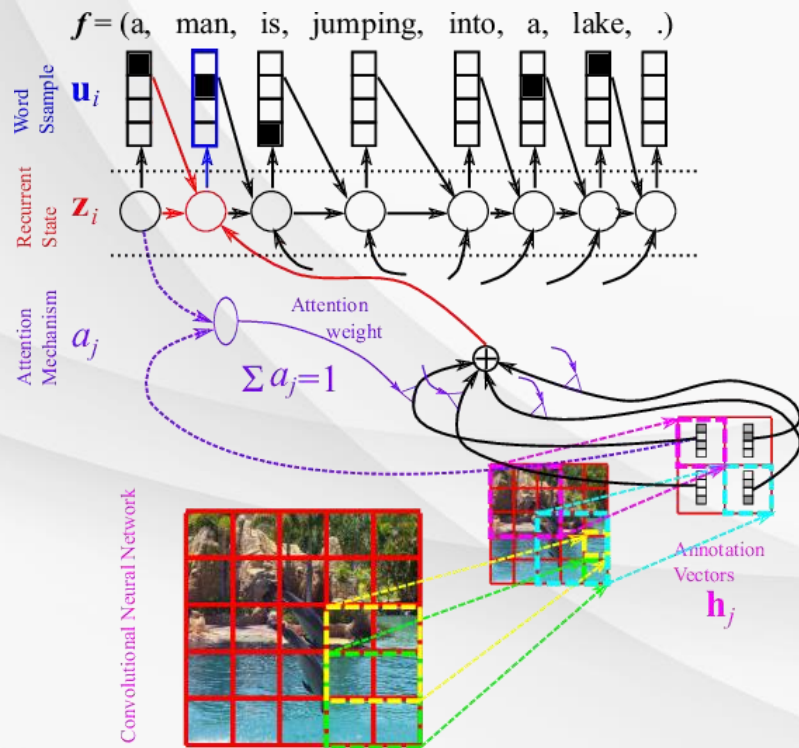 f = (a, man, is, jumping, into, a, lake, .)
Word
Ssample
u_i
Recurrent
State
z_i
Attention
Mechanism
a_j
Attention
weight
∑ a_j=1
Convolutional Neural Network
Annotation
Vectors
h_j